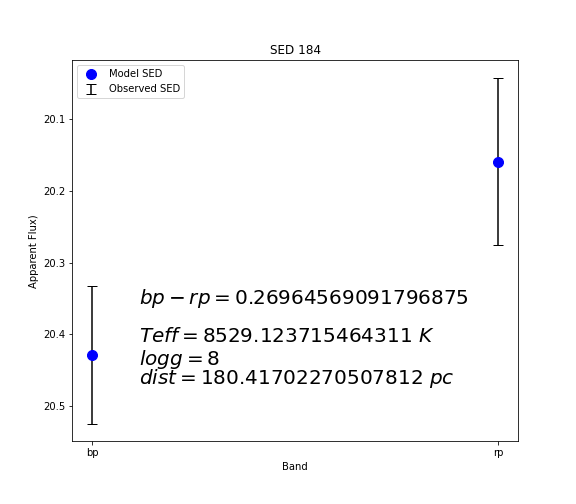 SED 184
Model SED
Observed SED
20.1
20.2
20.3
20.4
20.5
Apparent Flux)
bp − rp = 0.26964569091796875
Teff = 8529.123715464311 K
logg = 8
dist = 180.41702270507812 pc
bp
rp
Band